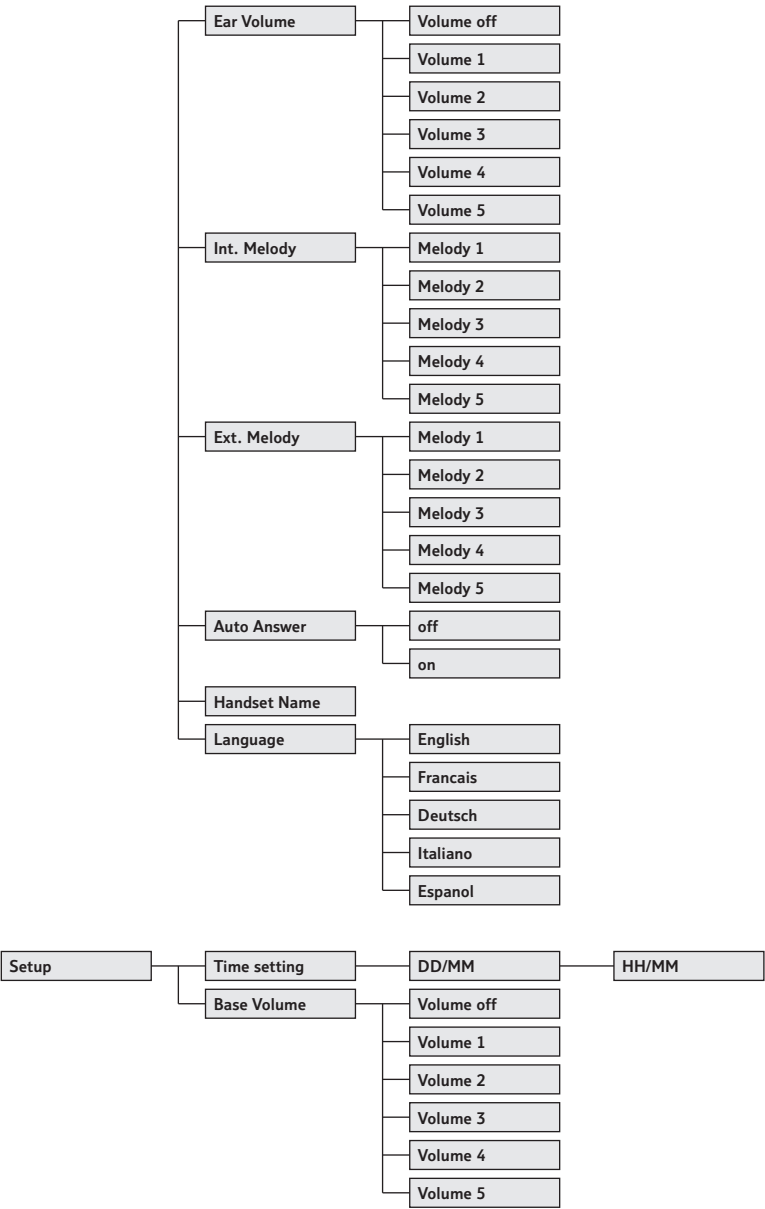 Ear Volume
Volume off
Volume 1
Volume 2
Volume 3
Volume 4
Volume 5
Int. Melody
Melody 1
Melody 2
Melody 3
Melody 4
Melody 5
Ext. Melody
Melody 1
Melody 2
Melody 3
Melody 4
Melody 5
Auto Answer
off
on
Handset Name
Language
English
Francais
Deutsch
Italiano
Espanol
Setup
Time setting
DD/MM
HH/MM
Base Volume
Volume off
Volume 1
Volume 2
Volume 3
Volume 4
Volume 5